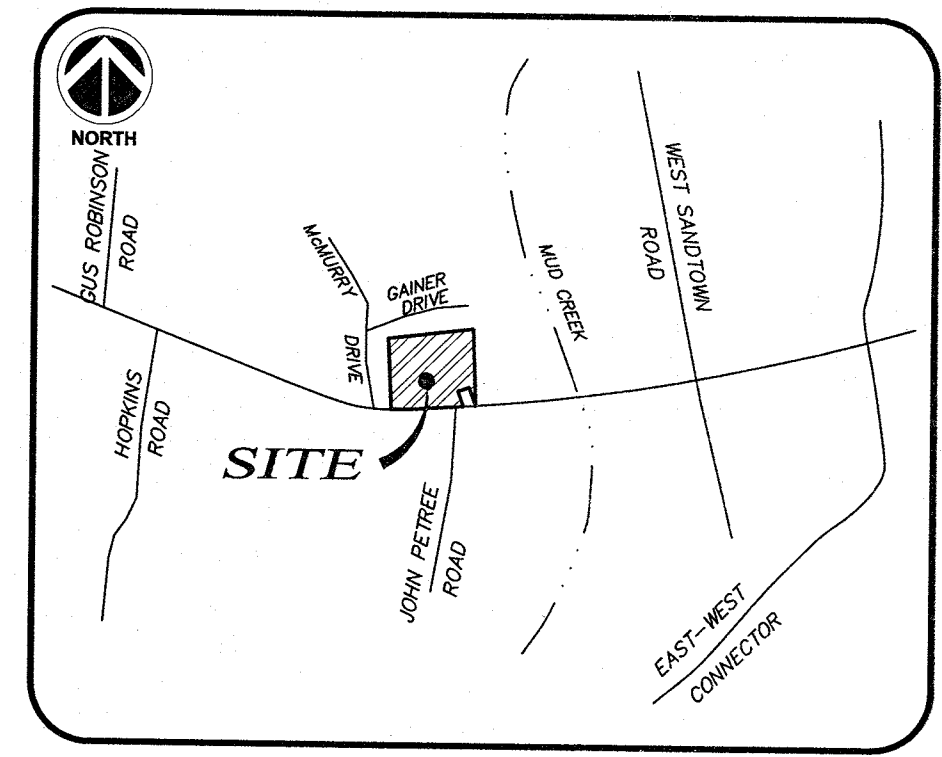 NORTH
GUS ROBINSON
ROAD
McMURRY
DRIVE
GAINER
DRIVE
MUD CREEK
WEST SANDTOWN
ROAD
HOPKINS
ROAD
SITE
JOHN PETREE
ROAD
EAST-WEST
CONNECTOR